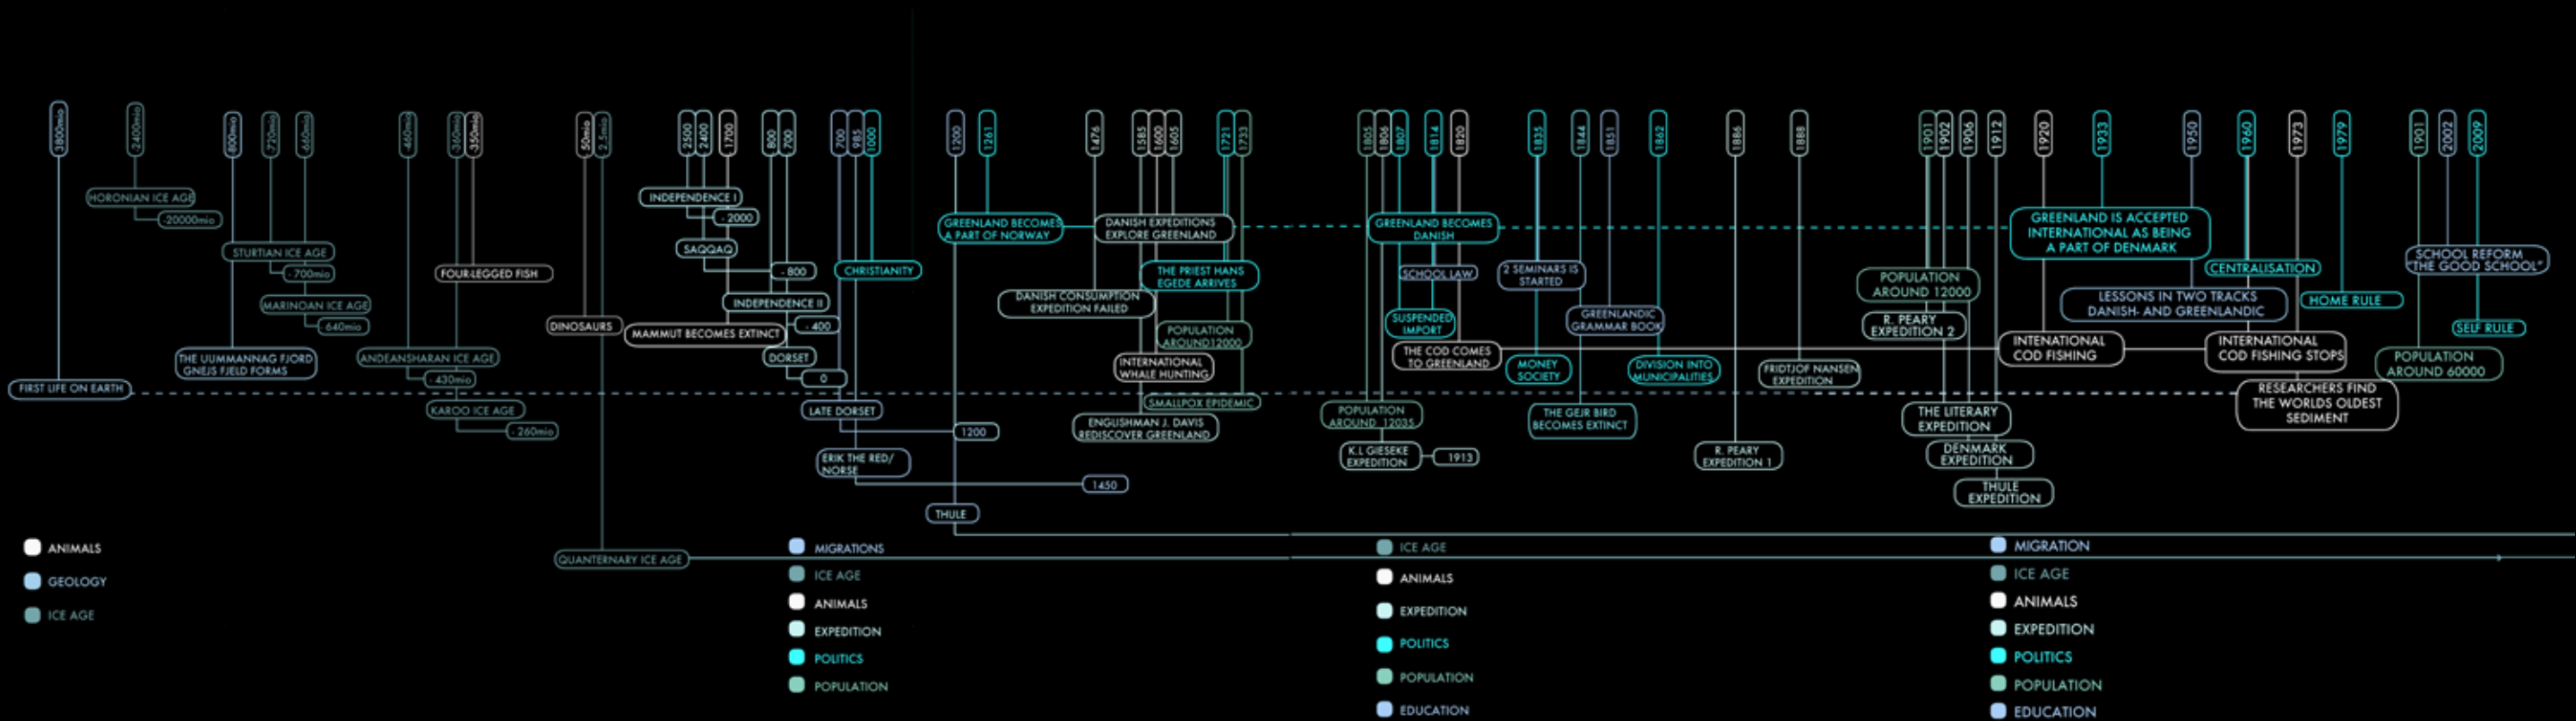 3800mio
-2400mio
-800mio
-720mio
-660mio
-460mio
-360mio
-350mio
50mio
2.5mio
2500
2400
1700
800
700
700
985
1000
1200
1261
1476
1585
1600
1605
1721
1733
1805
1806
1807
1814
1820
1835
1844
1851
1862
1886
1888
1901
1902
1906
1912
1920
1933
1950
1960
1973
1979
1901
2002
2009
HORONIAN ICE AGE
-20000mio
STURTIAN ICE AGE
- 700mio
MARINOAN ICE AGE
- 640mio
THE UUMMANNAG FJORD
GNEJS FJELD FORMS
FIRST LIFE ON EARTH
FOUR-LEGGED FISH
ANDEANSHARAN ICE AGE
- 430mio
KAROO ICE AGE
- 260mio
DINOSAURS
QUANTERNARY ICE AGE
INDEPENDENCE I
- 2000
SAQQAQ
- 800
INDEPENDENCE II
- 400
MAMMUT BECOMES EXTINCT
DORSET
0
CHRISTIANITY
LATE DORSET
1200
ERIK THE RED/
NORSE
1450
THULE
GREENLAND BECOMES
A PART OF NORWAY
DANISH EXPEDITIONS
EXPLORE GREENLAND
THE PRIEST HANS
EGEDE ARRIVES
DANISH CONSUMPTION
EXPEDITION FAILED
POPULATION
AROUND12000
INTERNATIONAL
WHALE HUNTING
SMALLPOX EPIDEMIC
ENGLISHMAN J. DAVIS
REDISCOVER GREENLAND
GREENLAND BECOMES
DANISH
SCHOOL LAW
SUSPENDED
IMPORT
THE COD COMES
TO GREENLAND
POPULATION
AROUND 12035
K.L GIESEKE
EXPEDITION
1913
2 SEMINARS IS
STARTED
GREENLANDIC
GRAMMAR BOOK
MONEY
SOCIETY
DIVISION INTO
MUNICIPALITIES
THE GEJR BIRD
BECOMES EXTINCT
FRIDTJOF NANSEN
EXPEDITION
R. PEARY
EXPEDITION 1
POPULATION
AROUND 12000
R. PEARY
EXPEDITION 2
THE LITERARY
EXPEDITION
DENMARK
EXPEDITION
THULE
EXPEDITION
GREENLAND IS ACCEPTED
INTERNATIONAL AS BEING
A PART OF DENMARK
LESSONS IN TWO TRACKS
DANISH- AND GREENLANDIC
INTENATIONAL
COD FISHING
CENTRALISATION
HOME RULE
INTERNATIONAL
COD FISHING STOPS
RESEARCHERS FIND
THE WORLDS OLDEST
SEDIMENT
SCHOOL REFORM
"THE GOOD SCHOOL"
SELF RULE
POPULATION
AROUND 60000
ANIMALS
GEOLOGY
ICE AGE
MIGRATIONS
ICE AGE
ANIMALS
EXPEDITION
POLITICS
POPULATION
ICE AGE
ANIMALS
EXPEDITION
POLITICS
POPULATION
EDUCATION
MIGRATION
ICE AGE
ANIMALS
EXPEDITION
POLITICS
POPULATION
EDUCATION